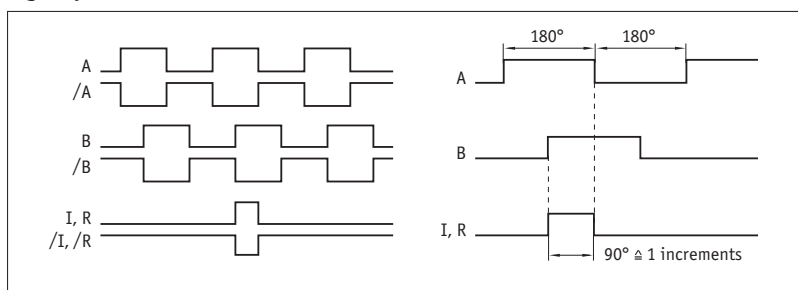 A
/A
B
/B
I, R
/I, /R
180° 180°
A
B
I, R
90° ≙ 1 increments